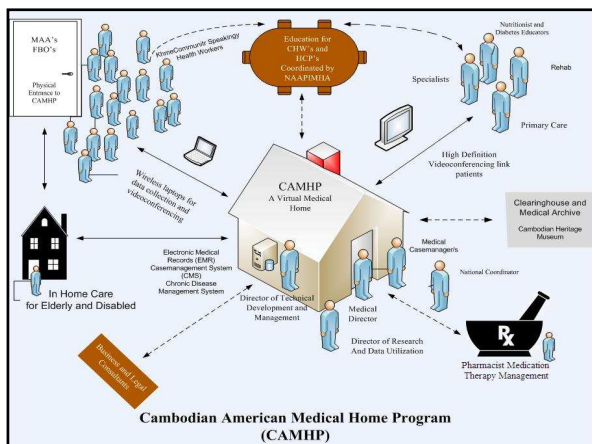 MAA's
FBO's
Physical
Entrance to
CAMHP
KhmeCommunitr Speakingy
Health Workers
Education for
CHW's and
HCP's
Coordinated by
NAAPIMHA
Nutritionist and
Diabetes Educators
Specialists
Rehab
Primary Care
Wireless laptops for
data collection and
videoconferencing
High Definition
Videoconferencing link
patients
CAMHP
A Virtual Medical
Home
Clearinghouse and
Medical Archive
Cambodian Heritage
Museum
Electronic Medical
Records (EMR)
Casemanagement System
(CMS)
Chronic Disease
Management System
Medical
Casemanager/s
National Coordinator
In Home Care
for Elderly and Disabled
Director of Technical
Development and
Management
Medical
Director
Director of Research
And Data Utilization
Rx
Pharmacist Medication
Therapy Management
Business and Legal
Consultants
Cambodian American Medical Home Program
(CAMHP)